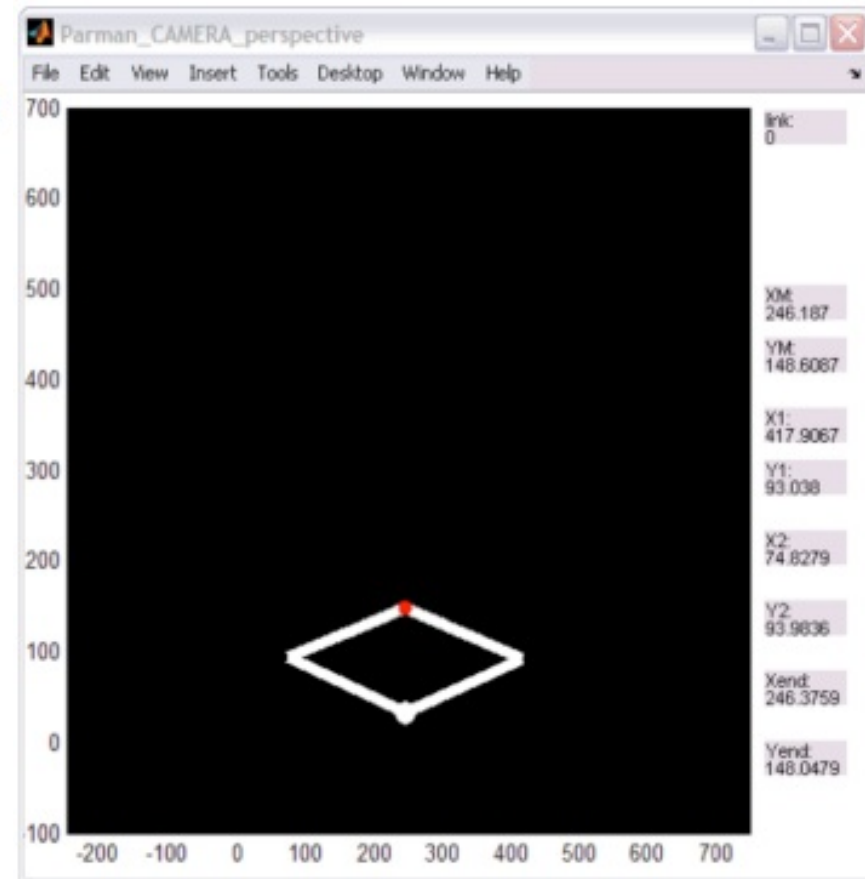 Parman_CAMERA_perspective
File Edit View Insert Tools Desktop Window Help
700
600
500
400
300
200
100
0
-100
-200 -100 0 100 200 300 400 500 600 700
link:
0
XM:
246.187
YM:
148.6087
X1:
417.9067
Y1:
93.038
X2:
74.8279
Y2:
93.9836
Xend:
246.3759
Yend:
148.0479